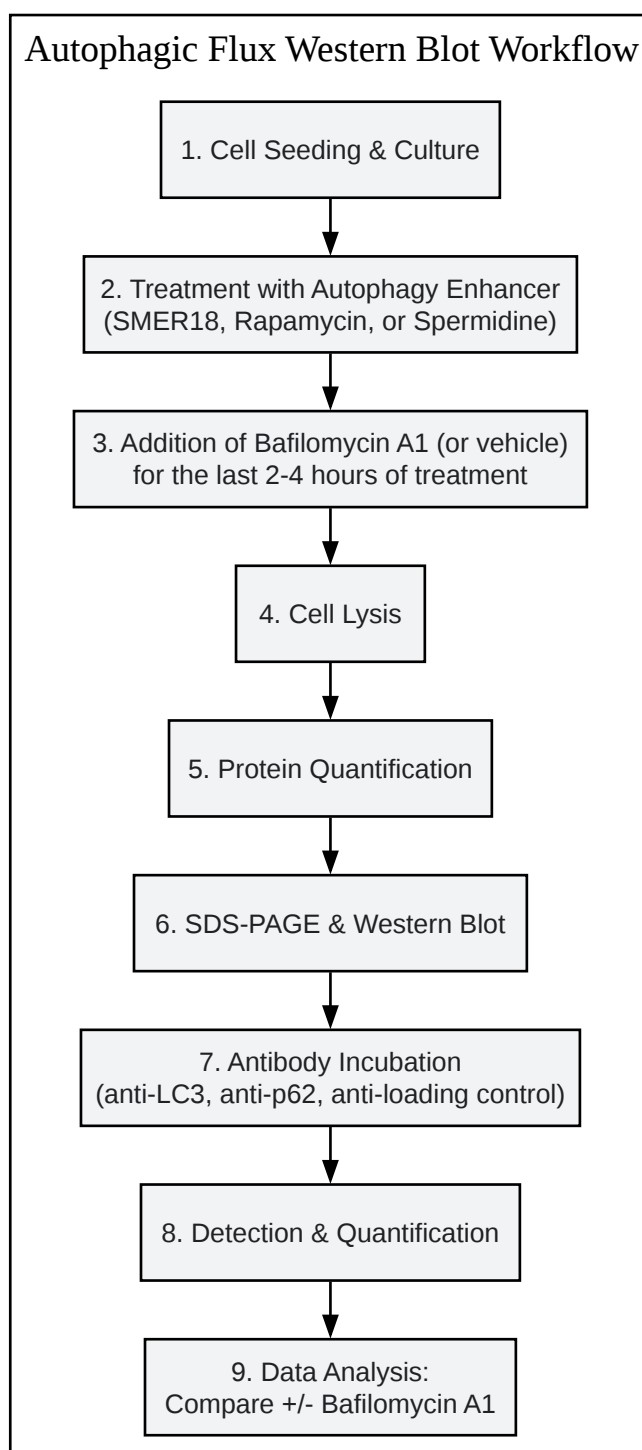 Autophagic Flux Western Blot Workflow
1. Cell Seeding & Culture
2. Treatment with Autophagy Enhancer
(SMER18, Rapamycin, or Spermidine)
3. Addition of Bafilomycin A1 (or vehicle)
for the last 2-4 hours of treatment
4. Cell Lysis
5. Protein Quantification
6. SDS-PAGE & Western Blot
7. Antibody Incubation
(anti-LC3, anti-p62, anti-loading control)
8. Detection & Quantification
9. Data Analysis:
Compare +/- Bafilomycin A1